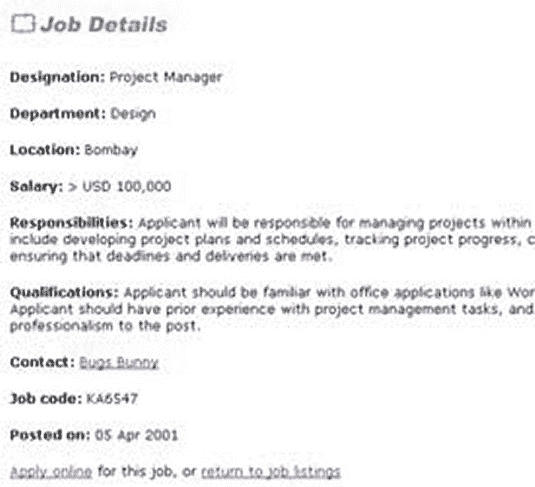 Job Details
Designation: Project Manager
Department: Design
Location: Bombay
Salary: > USD 100,000
Responsibilities: Applicant will be responsible for managing projects within
include developing project plans and schedules, tracking project progress, c
ensuring that deadlines and deliveries are met.
Qualifications: Applicant should be familiar with office applications like Wor
Applicant should have prior experience with project management tasks, and
professionalism to the post.
Contact: Bugs Bunny
Job code: KA6547
Posted on: 05 Apr 2001
Apply online for this job, or return to job listings